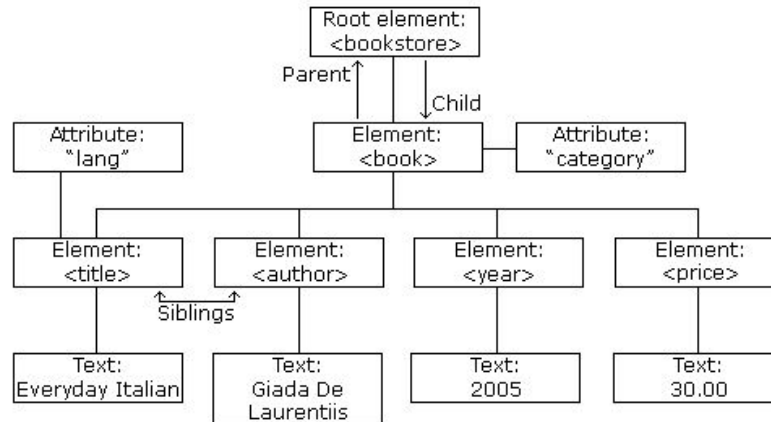 Root element:
<bookstore>
Parent
Child
Attribute:
"lang"
Element:
<book>
Attribute:
"category"
Element:
<title>
Element:
<author>
Element:
<year>
Element:
<price>
Siblings
Text:
Everyday Italian
Text:
Giada De
Laurentiis
Text:
2005
Text:
30.00